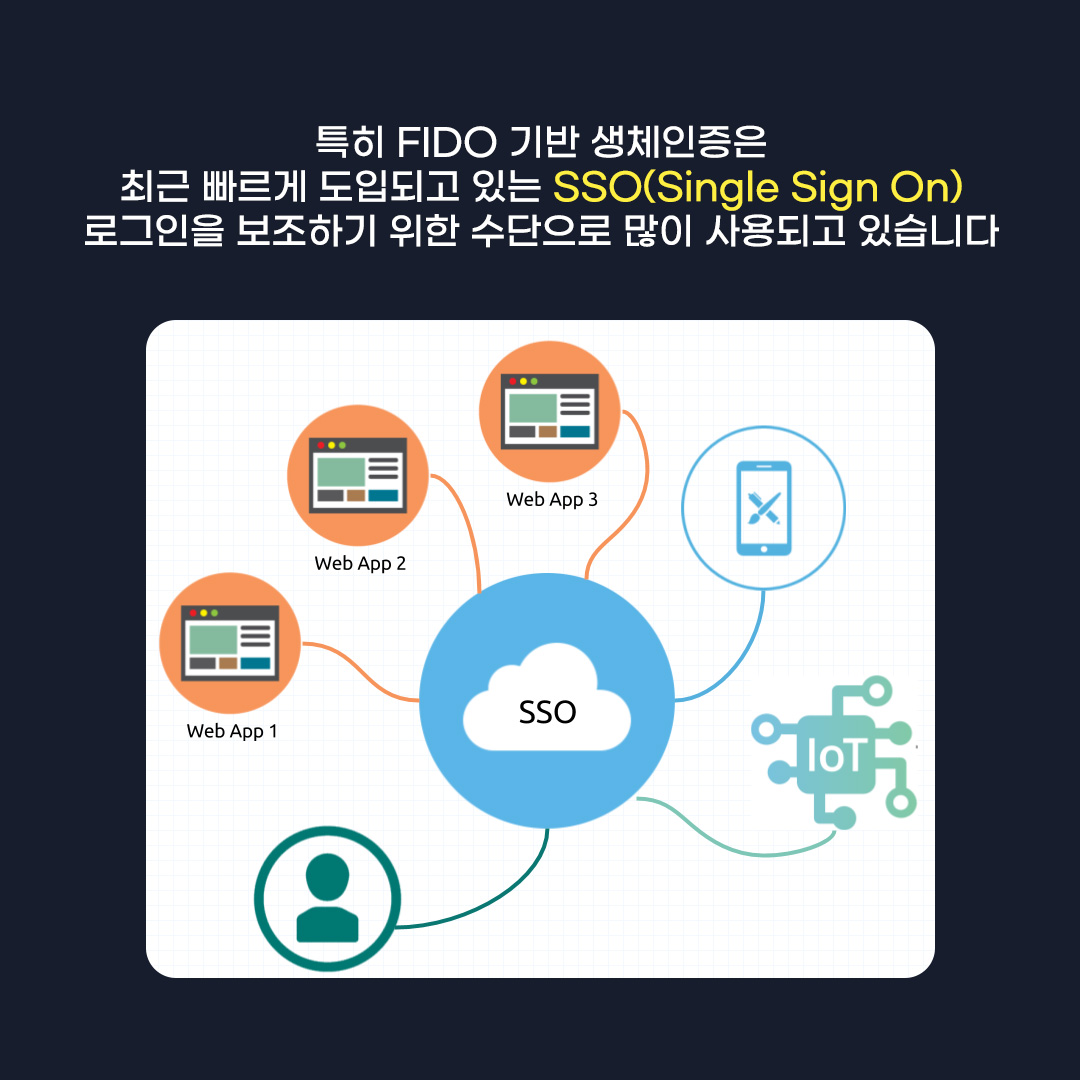 특히 FIDO 기반 생체인증은
최근 빠르게 도입되고 있는 SSO(Single Sign On)
로그인을 보조하기 위한 수단으로 많이 사용되고 있습니다
Web App 3
Web App 2
Web App 1
SSO
IoT